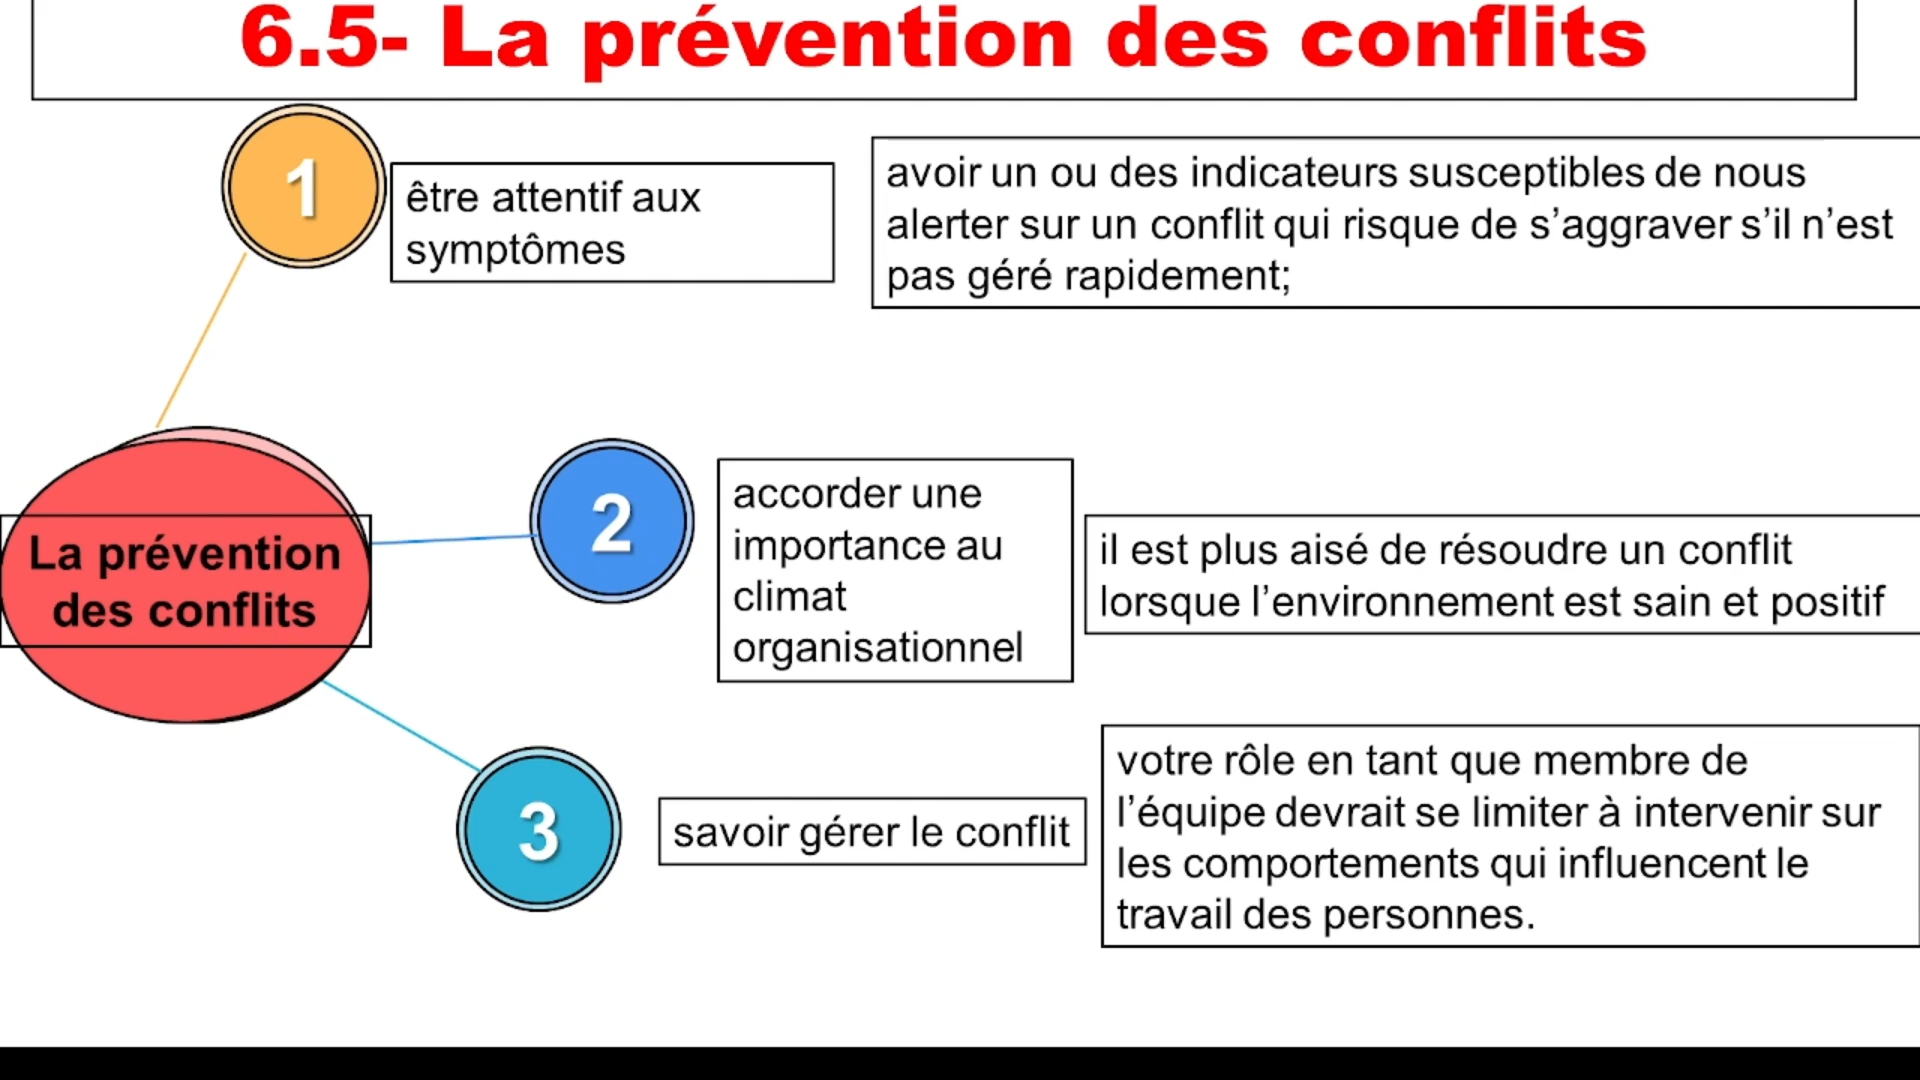 6.5- La prévention des conflits
1
être attentif aux
symptômes
avoir un ou des indicateurs susceptibles de nous
alerter sur un conflit qui risque de s’aggraver s’il n’est
pas géré rapidement;
La prévention
des conflits
2
accorder une
importance au
climat
organisationnel
il est plus aisé de résoudre un conflit
lorsque l’environnement est sain et positif
3
savoir gérer le conflit
votre rôle en tant que membre de
l’équipe devrait se limiter à intervenir sur
les comportements qui influencent le
travail des personnes.